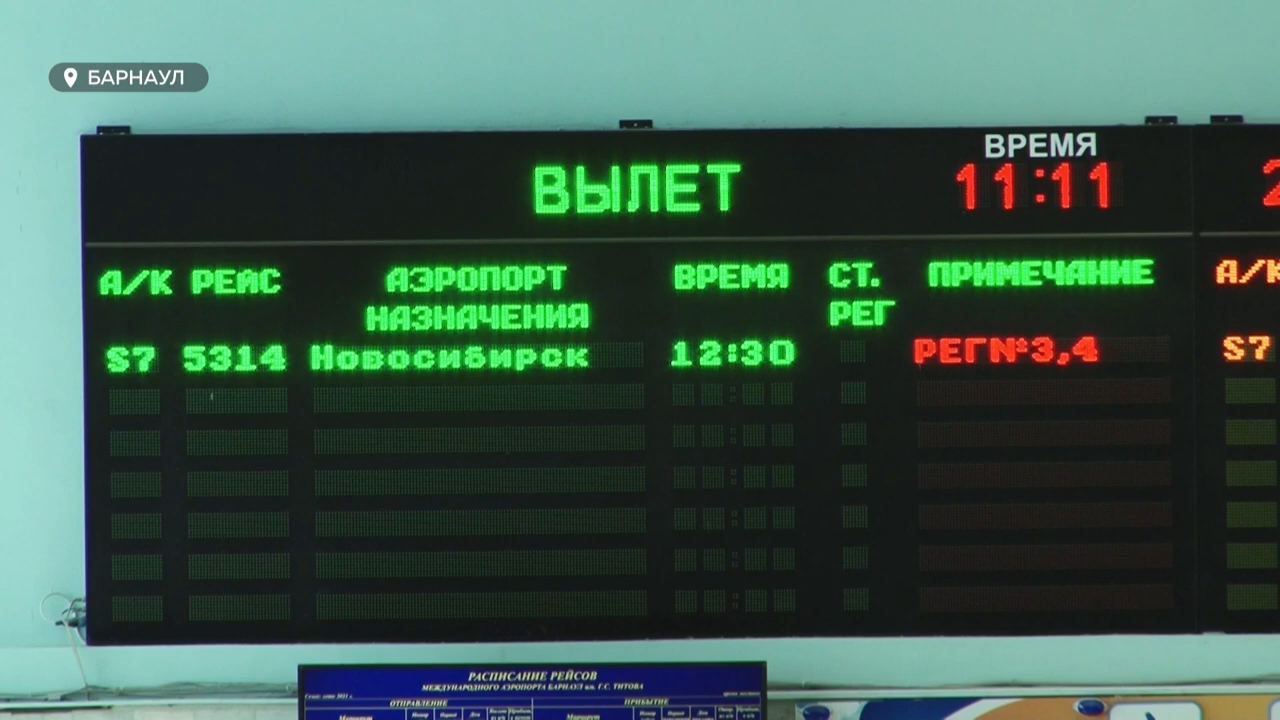 БАРНАУЛ
ВРЕМЯ
ВЫЛЕТ 11:11
А/К РЕЙС АЭРОПОРТ НАЗНАЧЕНИЯ ВРЕМЯ СТ. РЕГ ПРИМЕЧАНИЕ А/К
S7 5314 Новосибирск 12:30 РЕГ№3,4 S7
РАСПИСАНИЕ РЕЙСОВ
МЕЖДУНАРОДНОГО АЭРОПОРТА БАРНАУЛ им. Г.С. ТИТОВА
ОТПРАВЛЕНИЕ ПРИБЫТИЕ